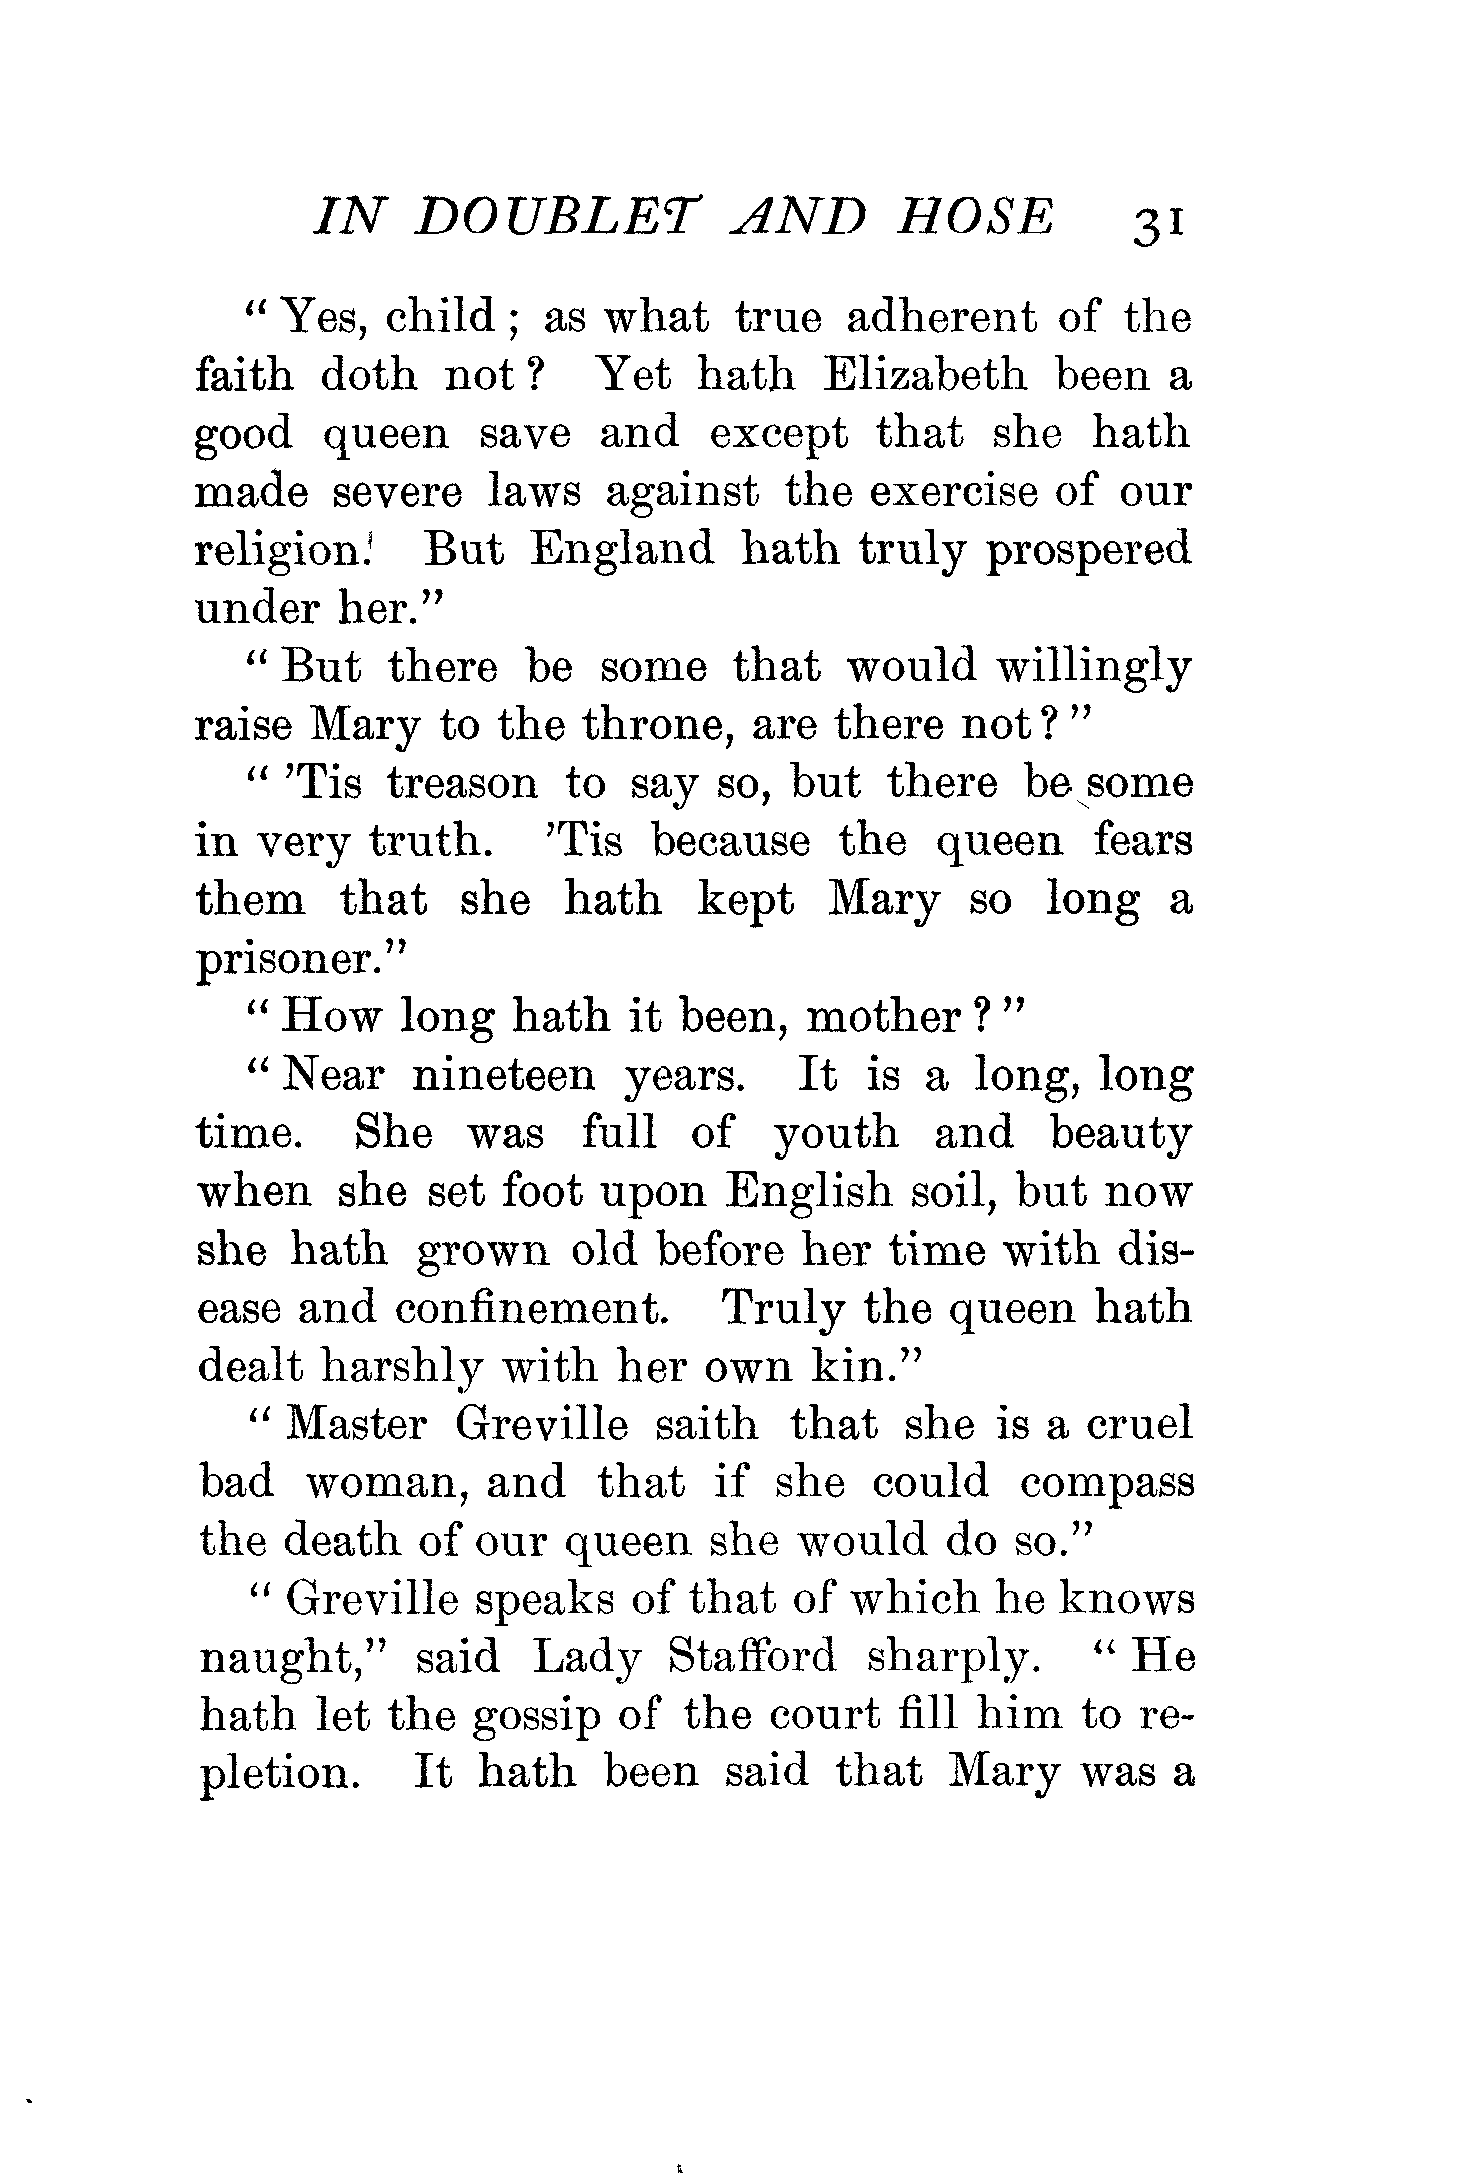 IN DOUBLET AND HOSE 31
“ Yes, child ; as what true adherent of the
faith doth not ? Yet hath Elizabeth been a
good queen save and except that she hath
made severe laws against the exercise of our
religion. But England hath truly prospered
under her.”
“ But there be some that would willingly
raise Mary to the throne, are there not ? ”
“ ’Tis treason to say so, but there be some
in very truth. ’Tis because the queen fears
them that she hath kept Mary so long a
prisoner.”
“ How long hath it been, mother ? ”
“ Near nineteen years. It is a long, long
time. She was full of youth and beauty
when she set foot upon English soil, but now
she hath grown old before her time with dis-
ease and confinement. Truly the queen hath
dealt harshly with her own kin.”
“ Master Greville saith that she is a cruel
bad woman, and that if she could compass
the death of our queen she would do so.”
“ Greville speaks of that of which he knows
naught,” said Lady Stafford sharply. “ He
hath let the gossip of the court fill him to re-
pletion. It hath been said that Mary was a